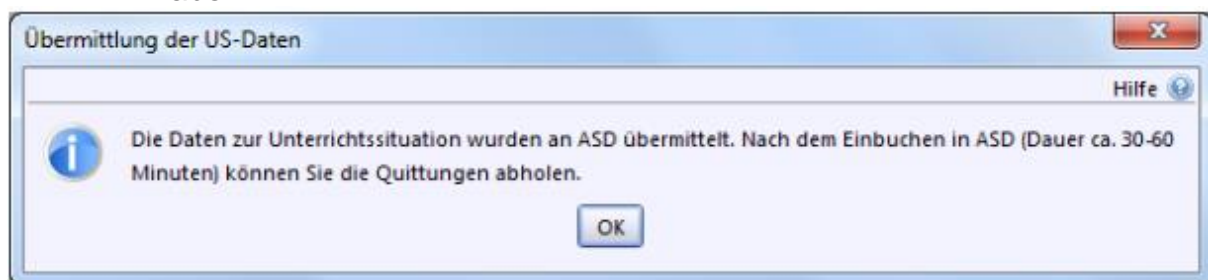 Übermittlung der US-Daten
Hilfe
Die Daten zur Unterrichtssituation wurden an ASD übermittelt. Nach dem Einbuchen in ASD (Dauer ca. 30-60
Minuten) können Sie die Quittungen abholen.
OK